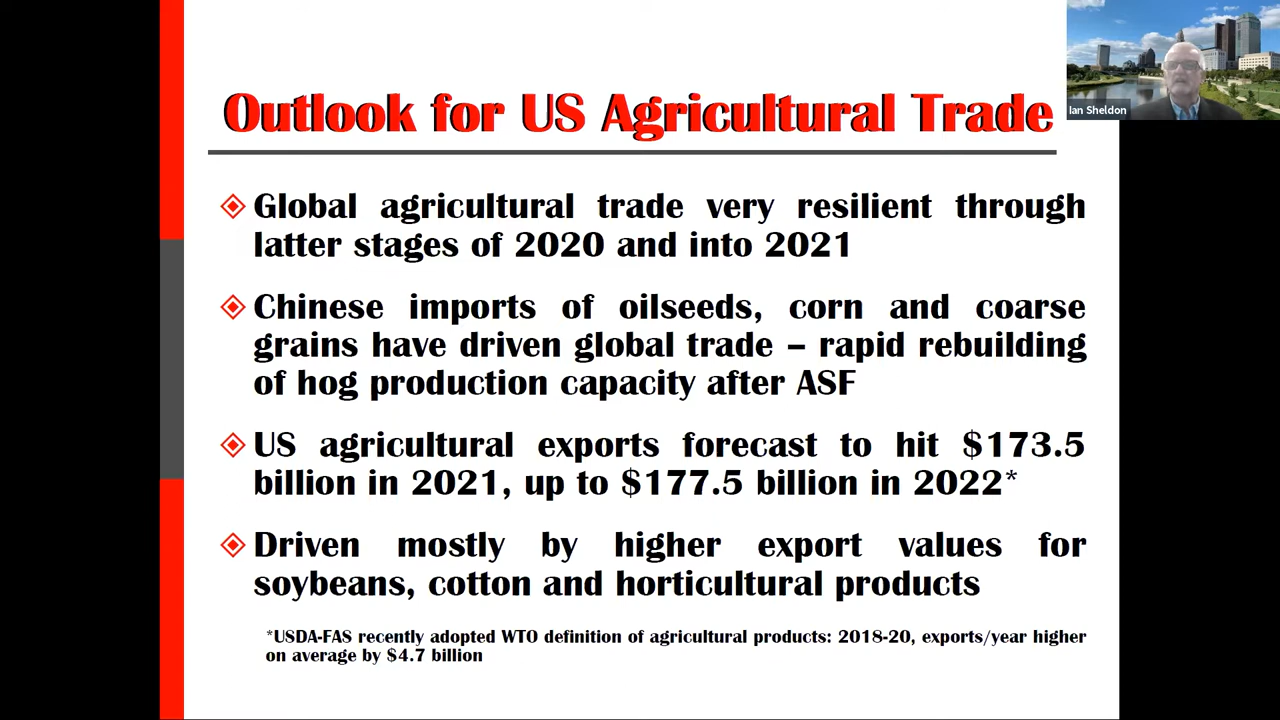 Outlook for US Agricultural Trade
Ian Sheldon
Global agricultural trade very resilient through
latter stages of 2020 and into 2021
Chinese imports of oilseeds, corn and coarse
grains have driven global trade – rapid rebuilding
of hog production capacity after ASF
US agricultural exports forecast to hit $173.5
billion in 2021, up to $177.5 billion in 2022*
Driven mostly by higher export values for
soybeans, cotton and horticultural products
*USDA-FAS recently adopted WTO definition of agricultural products: 2018-20, exports/year higher
on average by $4.7 billion